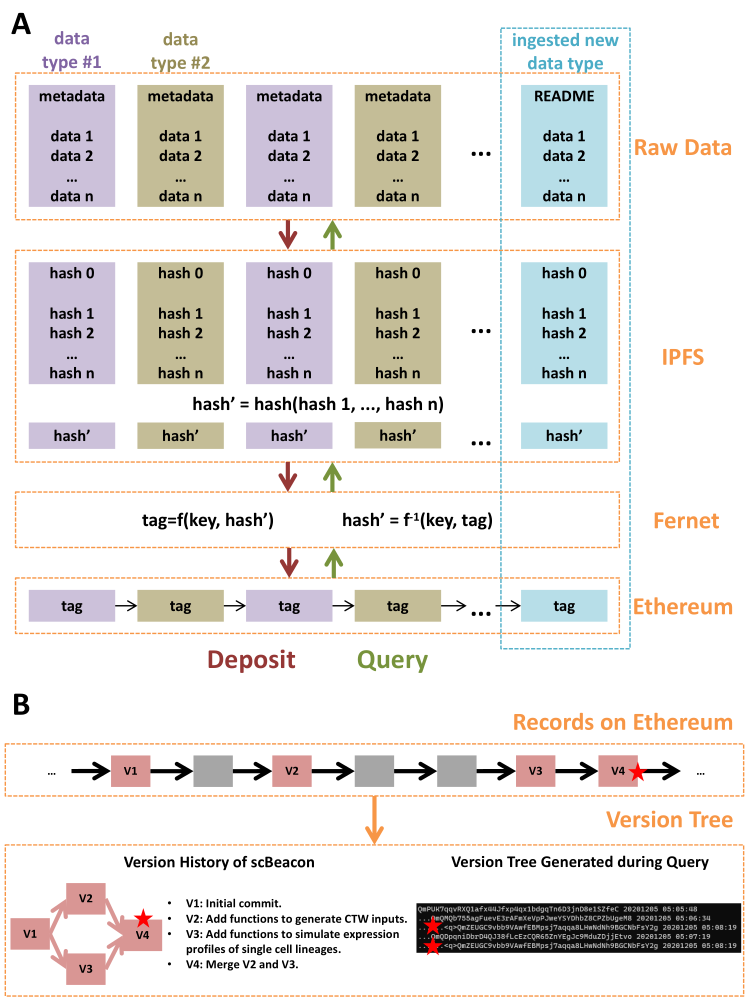 A
data
type #1
data
type #2
ingested new
data type
metadata
data 1
data 2
...
data n
metadata
data 1
data 2
...
data n
metadata
data 1
data 2
...
data n
metadata
data 1
data 2
...
data n
...
README
data 1
data 2
...
data n
Raw Data
hash 0
hash 1
hash 2
...
hash n
hash 0
hash 1
hash 2
...
hash n
hash 0
hash 1
hash 2
...
hash n
hash 0
hash 1
hash 2
...
hash n
...
hash 0
hash 1
hash 2
...
hash n
IPFS
hash' = hash(hash 1, ..., hash n)
hash' hash' hash' hash' ... hash'
tag=f(key, hash') hash' = f-1(key, tag)
Fernet
tag tag tag tag ... tag
Ethereum
Deposit Query
B
Records on Ethereum
... V1 V2 V3 V4 ...
Version Tree
Version History of scBeacon
V1
V2
V3
V4
• V1: Initial commit.
• V2: Add functions to generate CTW inputs.
• V3: Add functions to simulate expression
profiles of single cell lineages.
• V4: Merge V2 and V3.
Version Tree Generated during Query
20201205 05:05:48
20201205 05:06:34
20201205 05:08:19
20201205 05:07:19
20201205 05:08:19